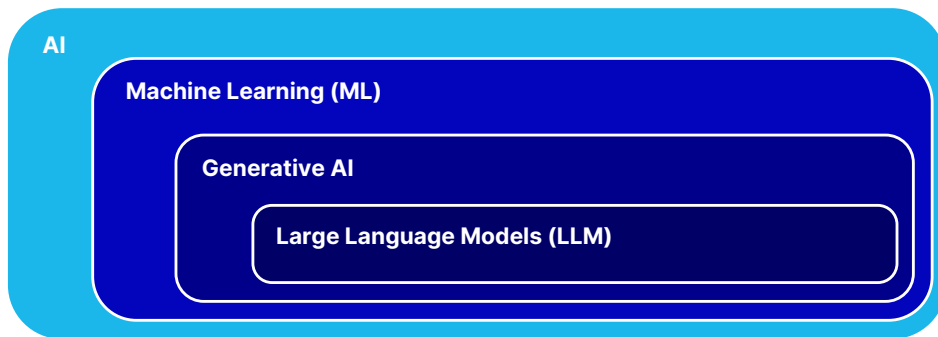 AI
Machine Learning (ML)
Generative AI
Large Language Models (LLM)